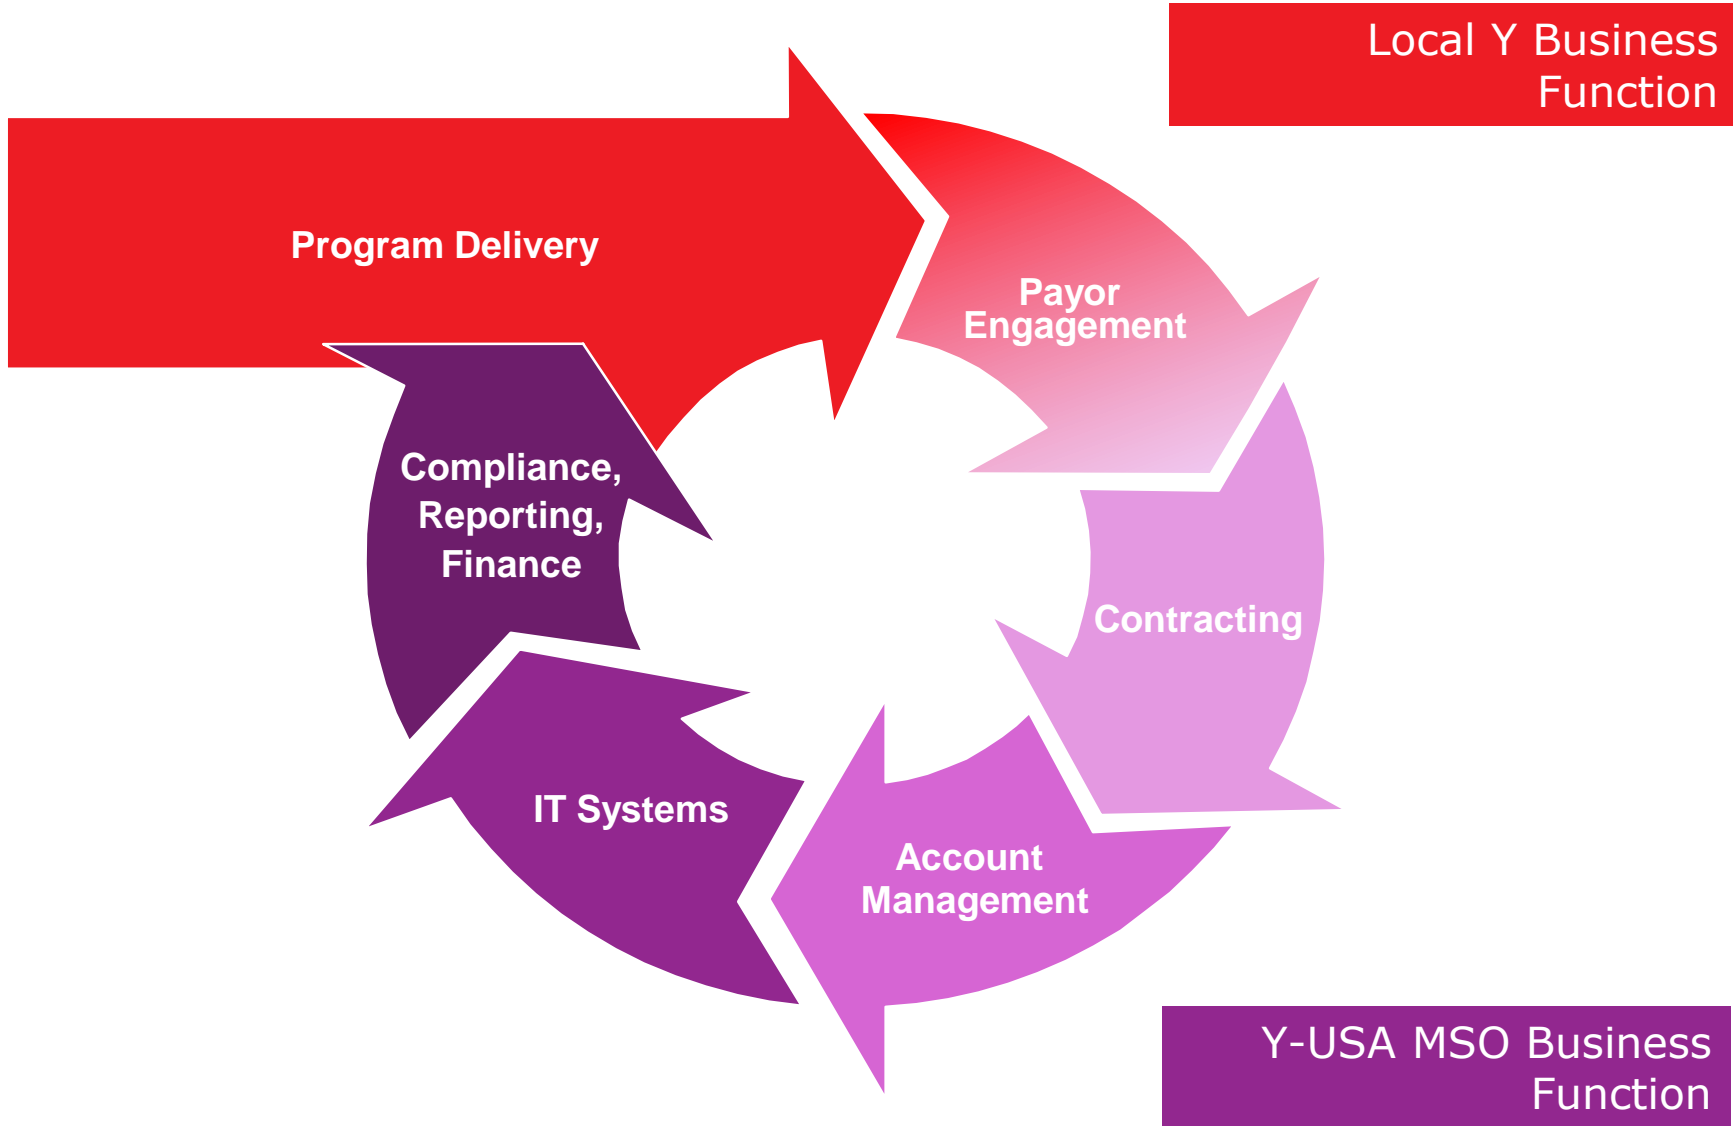 Local Y Business
Function
Program Delivery
Payor
Engagement
Compliance,
Reporting,
Finance
Contracting
IT Systems
Account
Management
Y-USA MSO Business
Function